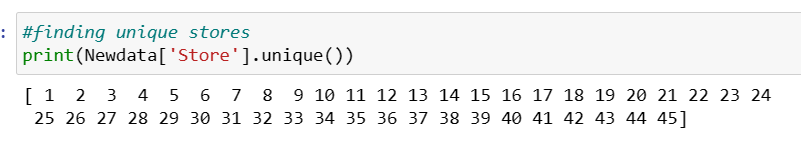 :
#finding unique stores
print(Newdata['Store'].unique())
[ 1  2  3  4  5  6  7  8  9 10 11 12 13 14 15 16 17 18 19 20 21 22 23 24
 25 26 27 28 29 30 31 32 33 34 35 36 37 38 39 40 41 42 43 44 45]